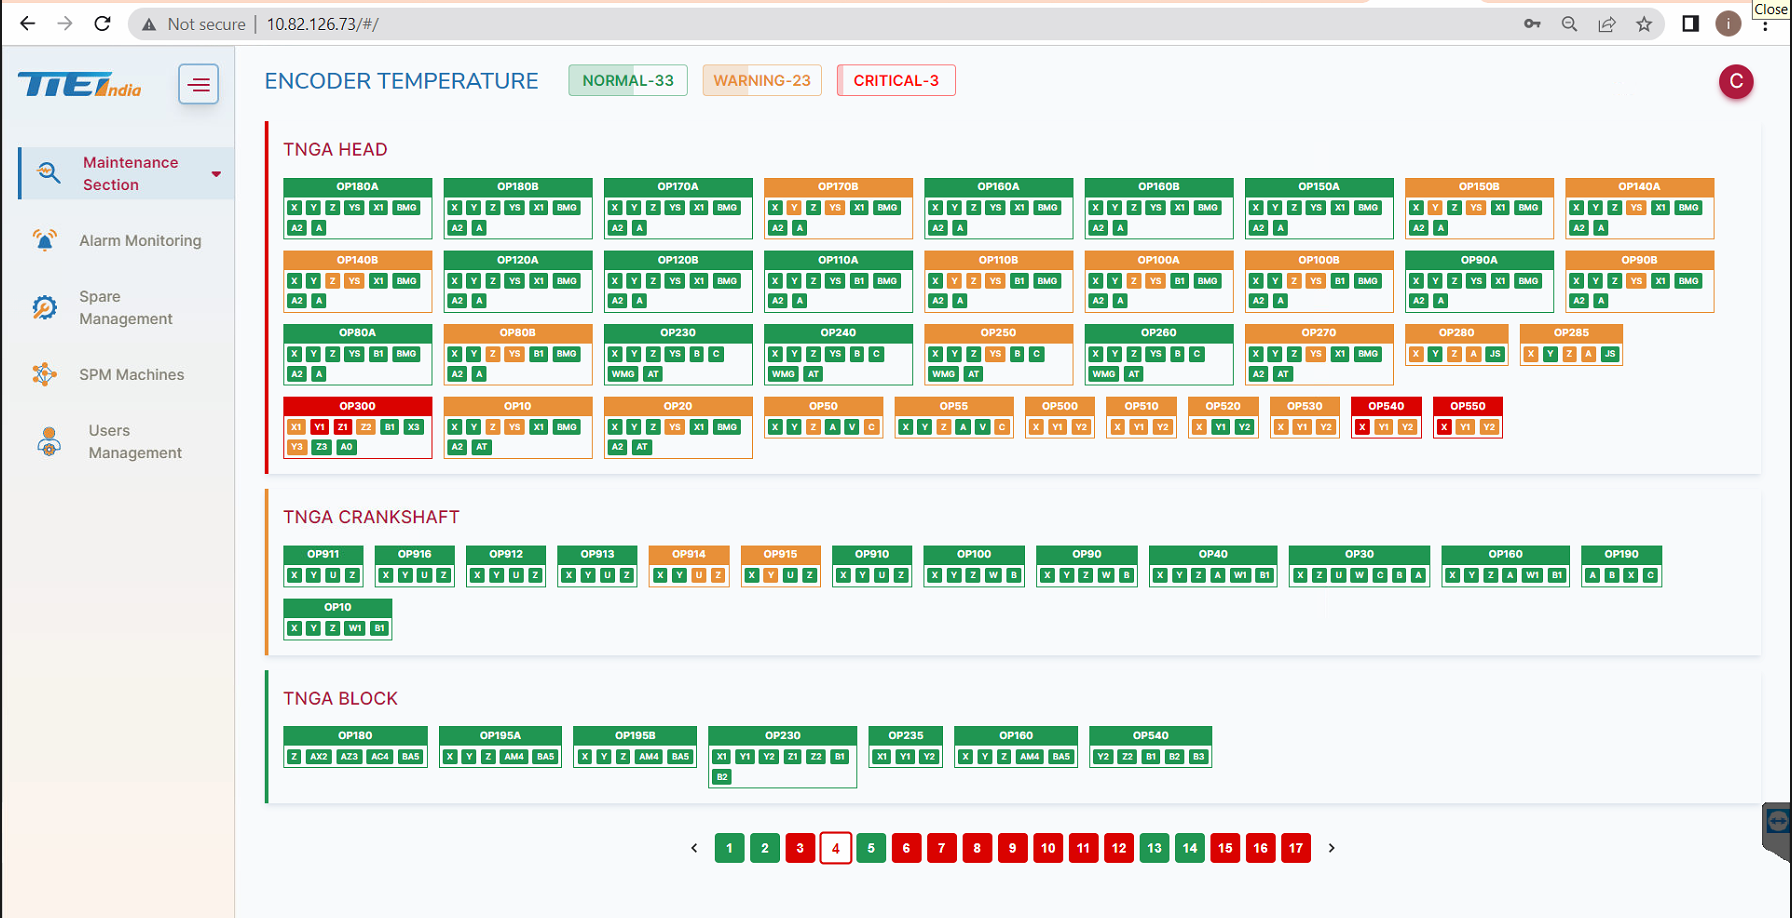 Close
Not secure | 10.82.126.73/#/
i
TIEI India
ENCODER TEMPERATURE
NORMAL-33
WARNING-23
CRITICAL-3
C
Maintenance
Section
Alarm Monitoring
Spare
Management
SPM Machines
Users
Management
TNGA HEAD
OP180A
X Y Z YS X1 BMG
A2 A
OP180B
X Y Z YS X1 BMG
A2 A
OP170A
X Y Z YS X1 BMG
A2 A
OP170B
X Y Z YS X1 BMG
A2 A
OP160A
X Y Z YS X1 BMG
A2 A
OP160B
X Y Z YS X1 BMG
A2 A
OP150A
X Y Z YS X1 BMG
A2 A
OP150B
X Y Z YS X1 BMG
A2 A
OP140A
X Y Z YS X1 BMG
A2 A
OP140B
X Y Z YS X1 BMG
A2 A
OP120A
X Y Z YS X1 BMG
A2 A
OP120B
X Y Z YS X1 BMG
A2 A
OP110A
X Y Z YS B1 BMG
A2 A
OP110B
X Y Z YS B1 BMG
A2 A
OP100A
X Y Z YS B1 BMG
A2 A
OP100B
X Y Z YS B1 BMG
A2 A
OP90A
X Y Z YS X1 BMG
A2 A
OP90B
X Y Z YS X1 BMG
A2 A
OP80A
X Y Z YS B1 BMG
A2 A
OP80B
X Y Z YS B1 BMG
A2 A
OP230
X Y Z YS B C
WMG AT
OP240
X Y Z YS B C
WMG AT
OP250
X Y Z YS B C
WMG AT
OP260
X Y Z YS B C
WMG AT
OP270
X Y Z YS X1 BMG
A2 AT
OP280
X Y Z A JS
OP285
X Y Z A JS
OP300
X1 Y1 Z1 Z2 B1 X3
Y3 Z3 A0
OP10
X Y Z YS X1 BMG
A2 AT
OP20
X Y Z YS X1 BMG
A2 AT
OP50
X Y Z A V C
OP55
X Y Z A V C
OP500
X Y1 Y2
OP510
X Y1 Y2
OP520
X Y1 Y2
OP530
X Y1 Y2
OP540
X Y1 Y2
OP550
X Y1 Y2
TNGA CRANKSHAFT
OP911
X Y U Z
OP916
X Y U Z
OP912
X Y U Z
OP913
X Y U Z
OP914
X Y U Z
OP915
X Y U Z
OP910
X Y U Z
OP100
X Y Z W B
OP90
X Y Z W B
OP40
X Y Z A W1 B1
OP30
X Z U W C B A
OP160
X Y Z A W1 B1
OP190
A B X C
OP10
X Y Z W1 B1
TNGA BLOCK
OP180
Z AX2 AZ3 AC4 BA5
OP195A
X Y Z AM4 BA5
OP195B
X Y Z AM4 BA5
OP230
X1 Y1 Y2 Z1 Z2 B1
B2
OP235
X1 Y1 Y2
OP160
X Y Z AM4 BA5
OP540
Y2 Z2 B1 B2 B3
‹ 1 2 3 4 5 6 7 8 9 10 11 12 13 14 15 16 17 ›